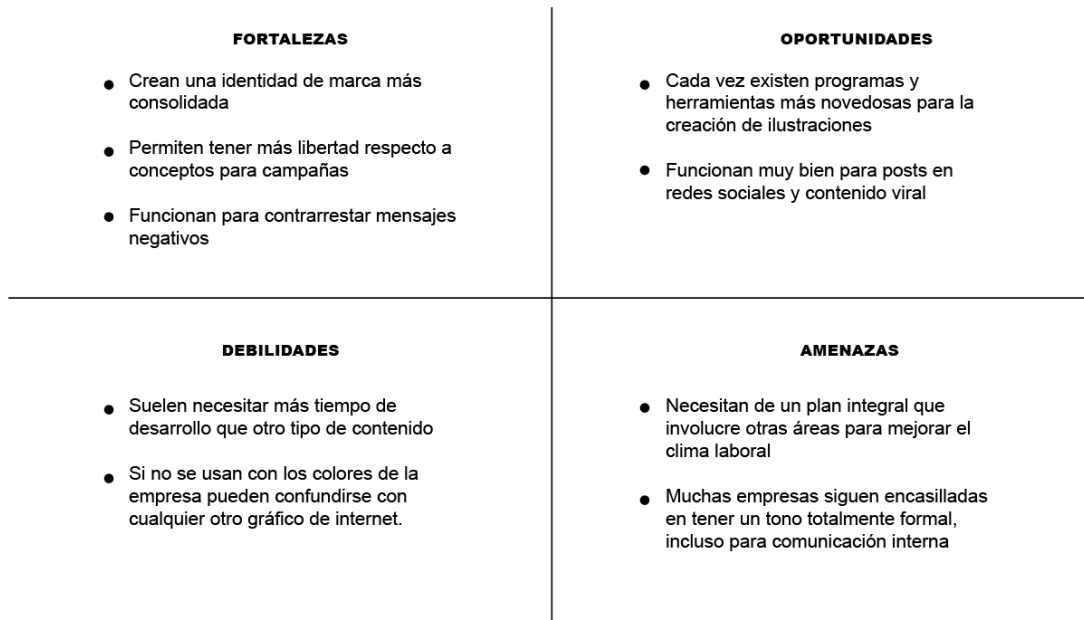 FORTALEZAS
● Crean una identidad de marca más
consolidada
● Permiten tener más libertad respecto a
conceptos para campañas
● Funcionan para contrarrestar mensajes
negativos
OPORTUNIDADES
● Cada vez existen programas y
herramientas más novedosas para la
creación de ilustraciones
● Funcionan muy bien para posts en
redes sociales y contenido viral
DEBILIDADES
● Suelen necesitar más tiempo de
desarrollo que otro tipo de contenido
● Si no se usan con los colores de la
empresa pueden confundirse con
cualquier otro gráfico de internet.
AMENAZAS
● Necesitan de un plan integral que
involucre otras áreas para mejorar el
clima laboral
● Muchas empresas siguen encasilladas
en tener un tono totalmente formal,
incluso para comunicación interna